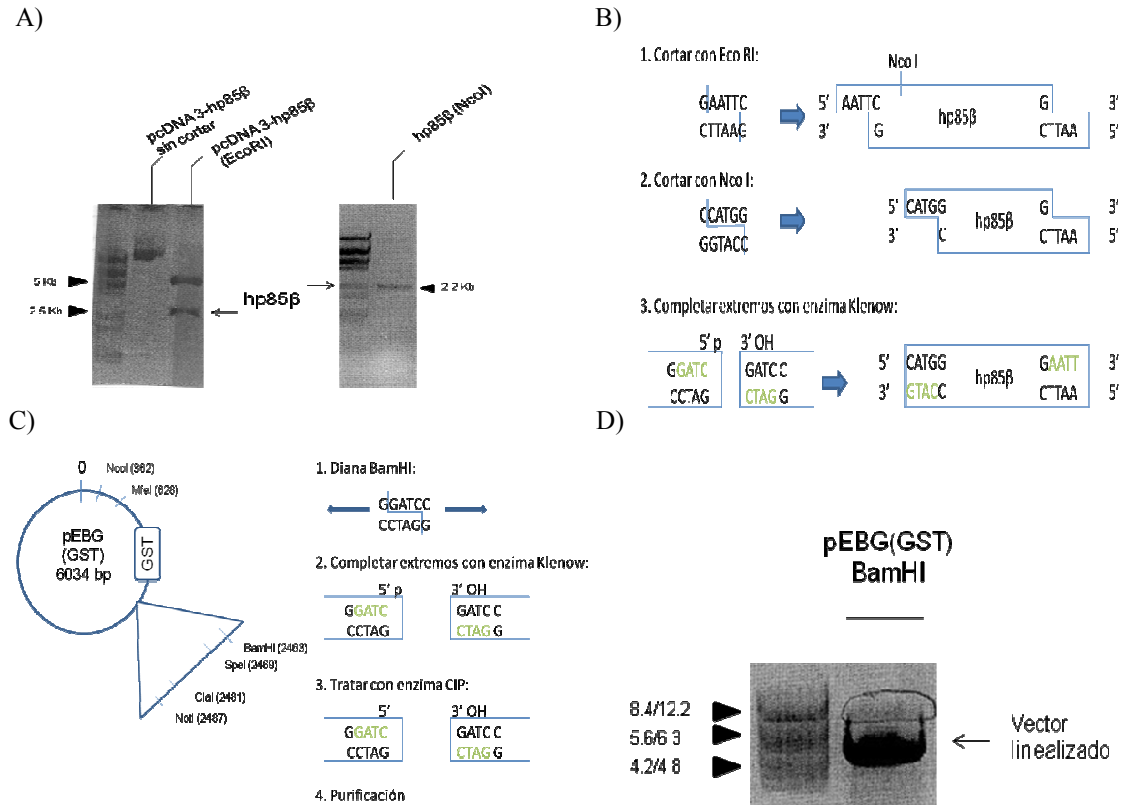 A)
pcDNA 3-hp85β
sin cortar
pcDNA 3-hp85β
(EcoRI)
hp85β (NcoI)
5 Kb
2.5 Kb
hp85β
2.2 Kb
B)
1. Cortar con Eco RI:
Nco I
GAATTC
CTTAAG
5' AATTC G 3'
hp85β
3' G CTTAA 5'
2. Cortar con Nco I:
CCATGG
GGTACC
5' CATGG G 3'
hp85β
3' C CTTAA 5'
3. Completar extremos con enzima Klenow:
5' p 3' OH
GGATC GATC C
CCTAG CTAG G
5' CATGG GAATT 3'
hp85β
3' GTACC CTTAA 5'
C)
0
NcoI (362)
MfeI (628)
pEBG
(GST)
6034 bp
GST
BamHI (2463)
SpeI (2469)
ClaI (2481)
NotI (2487)
1. Diana BamHI:
GGATCC
CCTAGG
2. Completar extremos con enzima Klenow:
5' p 3' OH
GGATC GATC C
CCTAG CTAG G
3. Tratar con enzima CIP:
5' 3' OH
GGATC GATC C
CCTAG CTAG G
4. Purificación
D)
pEBG(GST)
BamHI
8.4/12.2
5.6/6 3
4.2/4 8
Vector
linealizado